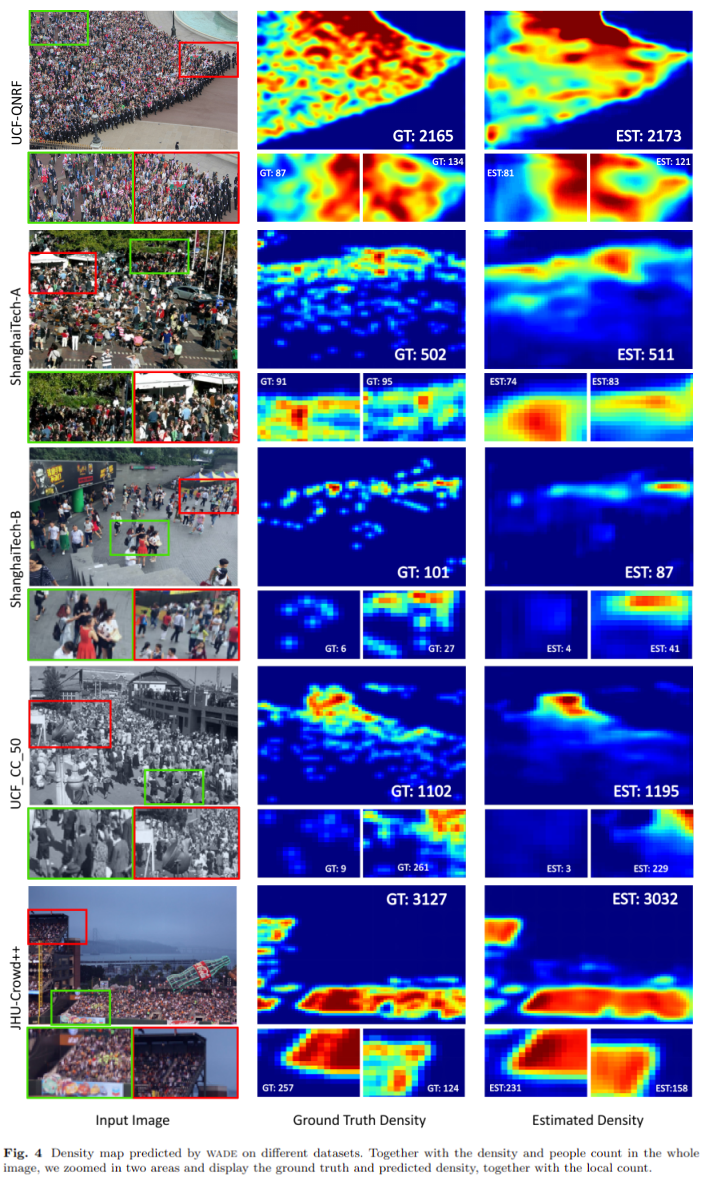 UCF-QNRF
GT: 2165
EST: 2173
GT: 87
GT: 134
EST:81
EST: 121
ShanghaiTech-A
GT: 502
EST: 511
GT: 91
GT: 95
EST:74
EST:83
ShanghaiTech-B
GT: 101
EST: 87
GT: 6
GT: 27
EST: 4
EST: 41
UCF_CC_50
GT: 1102
EST: 1195
GT: 9
GT: 261
EST: 3
EST: 229
JHU-Crowd++
GT: 3127
EST: 3032
GT: 257
GT: 124
EST:231
EST:158
Input Image
Ground Truth Density
Estimated Density
Fig. 4 Density map predicted by WADE on different datasets. Together with the density and people count in the whole
image, we zoomed in two areas and display the ground truth and predicted density, together with the local count.